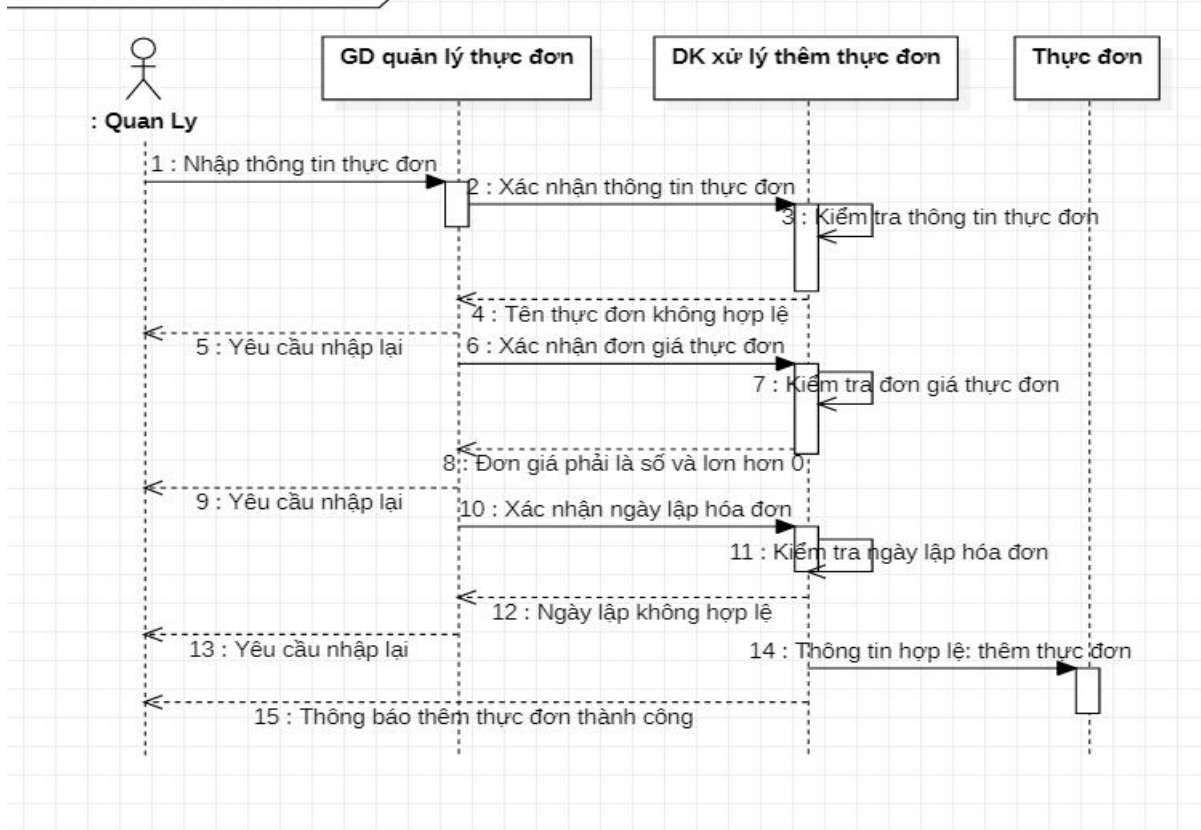 GD quản lý thực đơn
DK xử lý thêm thực đơn
Thực đơn
: Quan Ly
1 : Nhập thông tin thực đơn
2 : Xác nhận thông tin thực đơn
3 : Kiểm tra thông tin thực đơn
4 : Tên thực đơn không hợp lệ
5 : Yêu cầu nhập lại
6 : Xác nhận đơn giá thực đơn
7 : Kiểm tra đơn giá thực đơn
8 : Đơn giá phải là số và lơn hơn 0
9 : Yêu cầu nhập lại
10 : Xác nhận ngày lập hóa đơn
11 : Kiểm tra ngày lập hóa đơn
12 : Ngày lập không hợp lệ
13 : Yêu cầu nhập lại
14 : Thông tin hợp lệ: thêm thực đơn
15 : Thông báo thêm thực đơn thành công